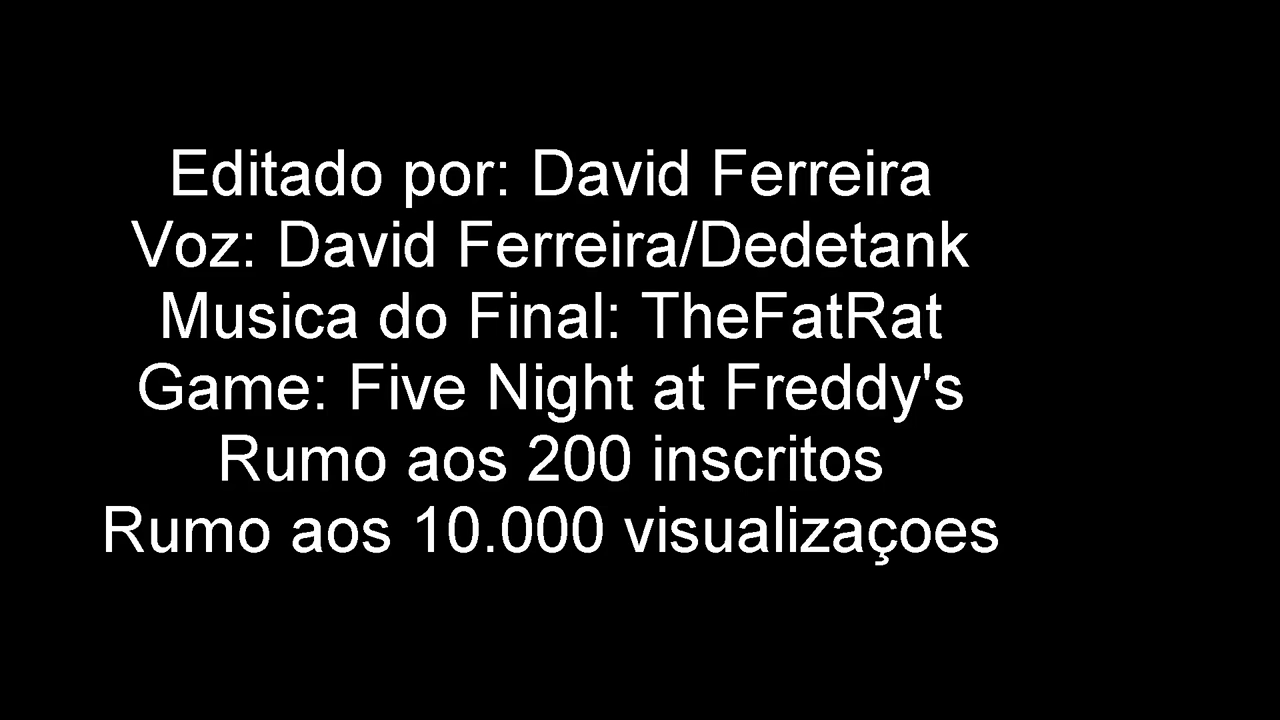 Editado por: David Ferreira
Voz: David Ferreira/Dedetank
Musica do Final: TheFatRat
Game: Five Night at Freddy's
Rumo aos 200 inscritos
Rumo aos 10.000 visualizaçoes